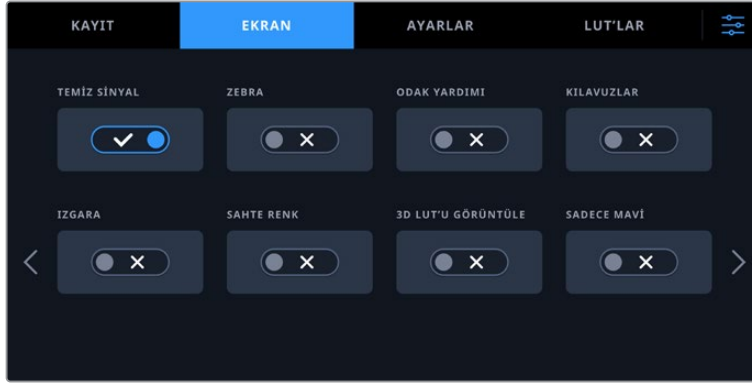 KAYIT EKRAN AYARLAR LUT'LAR
TEMİZ SİNYAL ZEBRA ODAK YARDIMI KILAVUZLAR
IZGARA SAHTE RENK 3D LUT'U GÖRÜNTÜLE SADECE MAVİ